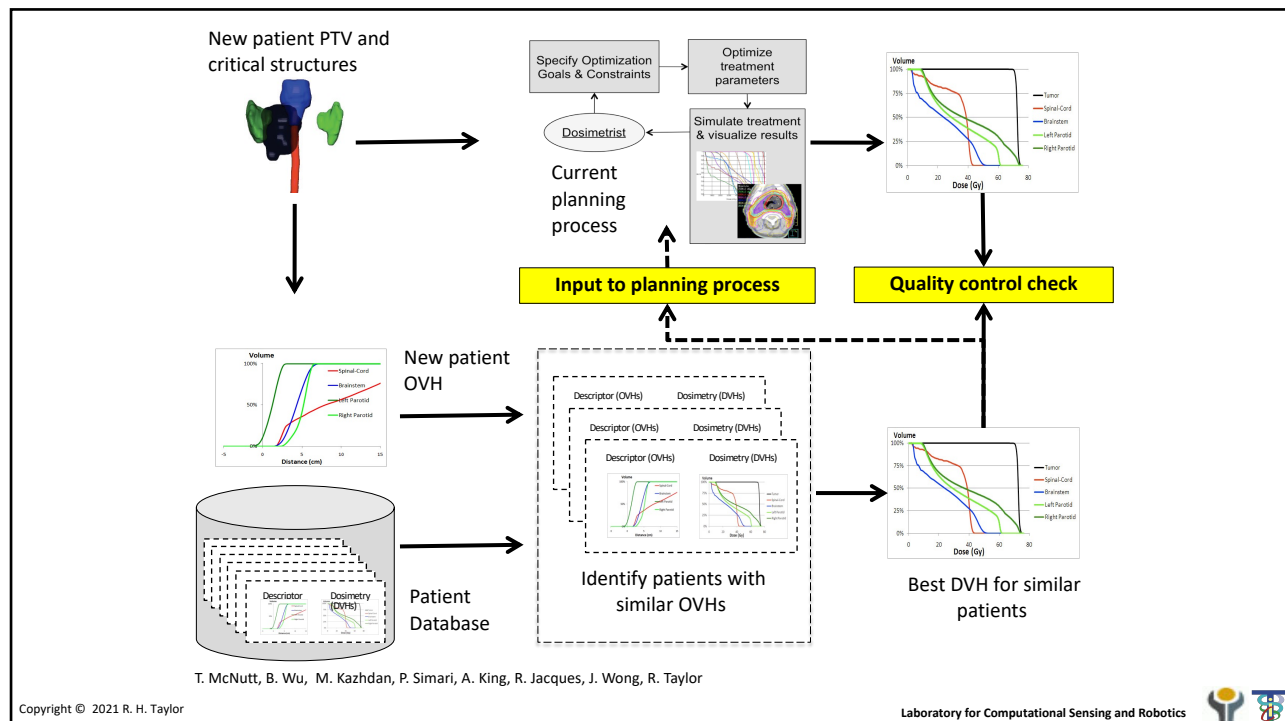 New patient PTV and
critical structures
Specify Optimization
Goals & Constraints
Optimize
treatment
parameters
Dosimetrist
Simulate treatment
& visualize results
Current
planning
process
Volume
100%
75%
50%
25%
0%
0
20
40
60
80
Dose (Gy)
Tumor
Spinal-Cord
Brainstem
Left Parotid
Right Parotid
Input to planning process
Quality control check
Volume
100%
50%
0%
-5
0
5
10
15
Distance (cm)
Spinal-Cord
Brainstem
Left Parotid
Right Parotid
New patient
OVH
Descriptor (OVHs)
Dosimetry (DVHs)
Descriptor (OVHs)
Dosimetry (DVHs)
Descriptor (OVHs)
Dosimetry (DVHs)
Volume
Distance (cm)
Volume
Dose (Gy)
Identify patients with
similar OVHs
Volume
100%
75%
50%
25%
0%
0
20
40
60
80
Dose (Gy)
Tumor
Spinal-Cord
Brainstem
Left Parotid
Right Parotid
Best DVH for similar
patients
Descriptor
Dosimetry
(DVHs)
Patient
Database
T. McNutt, B. Wu, M. Kazhdan, P. Simari, A. King, R. Jacques, J. Wong, R. Taylor
Copyright © 2021 R. H. Taylor
Laboratory for Computational Sensing and Robotics